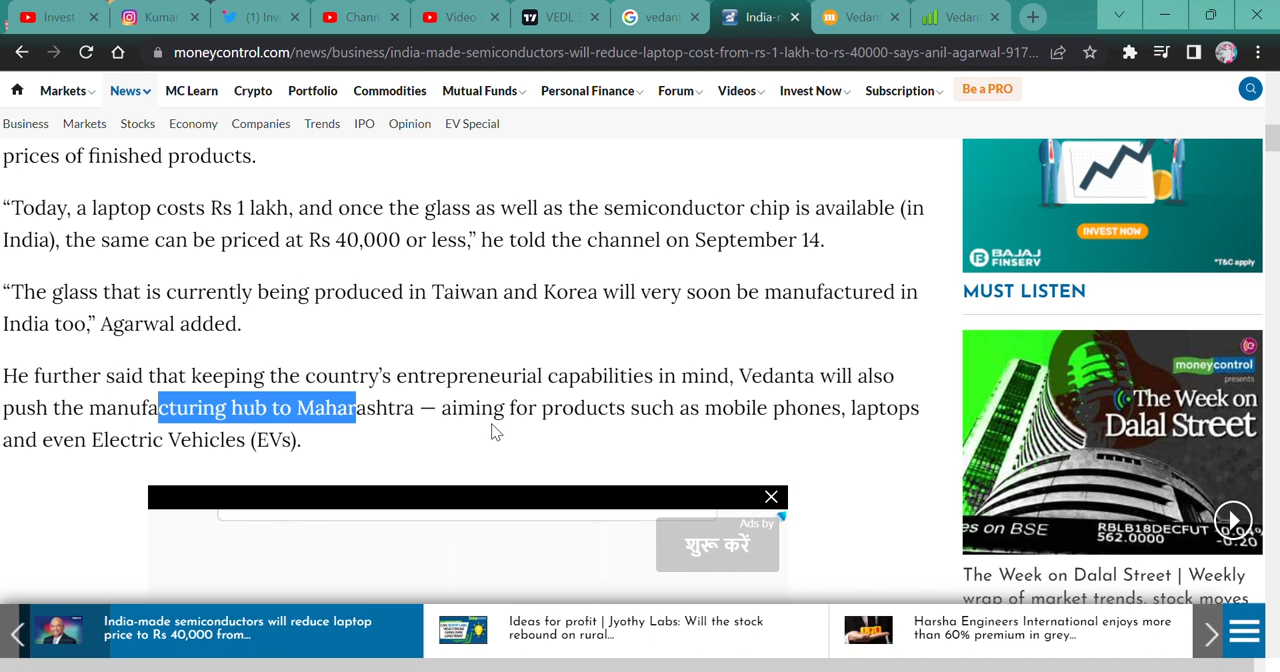 Invest
Kumar
(1) Inv
Chann
Video
VEDL
vedant
India-m
Vedan
Vedan
moneycontrol.com/news/business/india-made-semiconductors-will-reduce-laptop-cost-from-rs-1-lakh-to-rs-40000-says-anil-agarwal-917...
Markets News MC Learn Crypto Portfolio Commodities Mutual Funds Personal Finance Forum Videos Invest Now Subscription Be a PRO
Business Markets Stocks Economy Companies Trends IPO Opinion EV Special
prices of finished products.
“Today, a laptop costs Rs 1 lakh, and once the glass as well as the semiconductor chip is available (in
India), the same can be priced at Rs 40,000 or less,” he told the channel on September 14.
“The glass that is currently being produced in Taiwan and Korea will very soon be manufactured in
India too,” Agarwal added.
He further said that keeping the country’s entrepreneurial capabilities in mind, Vedanta will also
push the manufacturing hub to Maharashtra — aiming for products such as mobile phones, laptops
and even Electric Vehicles (EVs).
Ads by
शुरू करें
INVEST NOW
BAJAJ
FINSERV
*T&C apply
MUST LISTEN
moneycontrol
presents
The Week on
Dalal Street
es on BSE
RBLB18DECFUT
562.0000
-0.20
The Week on Dalal Street | Weekly
wrap of market trends, stock moves
India-made semiconductors will reduce laptop
price to Rs 40,000 from...
Ideas for profit | Jyothy Labs: Will the stock
rebound on rural...
Harsha Engineers International enjoys more
than 60% premium in grey...